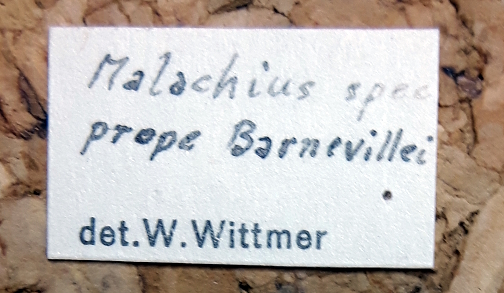 Malachius spec
prope Barnevillei
det. W. Wittmer